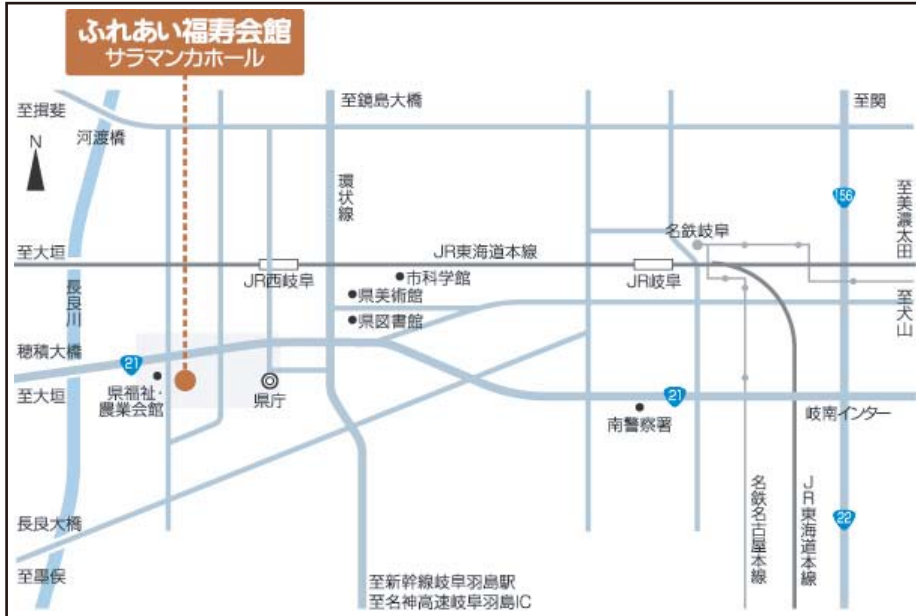 ふれあい福寿会館
サラマンカホール
至揖斐
河渡橋
至鏡島大橋
至関
N
環状線
156
至美濃太田
名鉄岐阜
至大垣
JR東海道本線
JR西岐阜
市科学館
JR岐阜
長良川
県美術館
県図書館
至犬山
穂積大橋
21
至大垣
県福祉・
農業会館
県庁
21
南警察署
岐南インター
長良大橋
名鉄名古屋本線
JR東海道本線
22
至墨俣
至新幹線岐阜羽島駅
至名神高速岐阜羽島IC